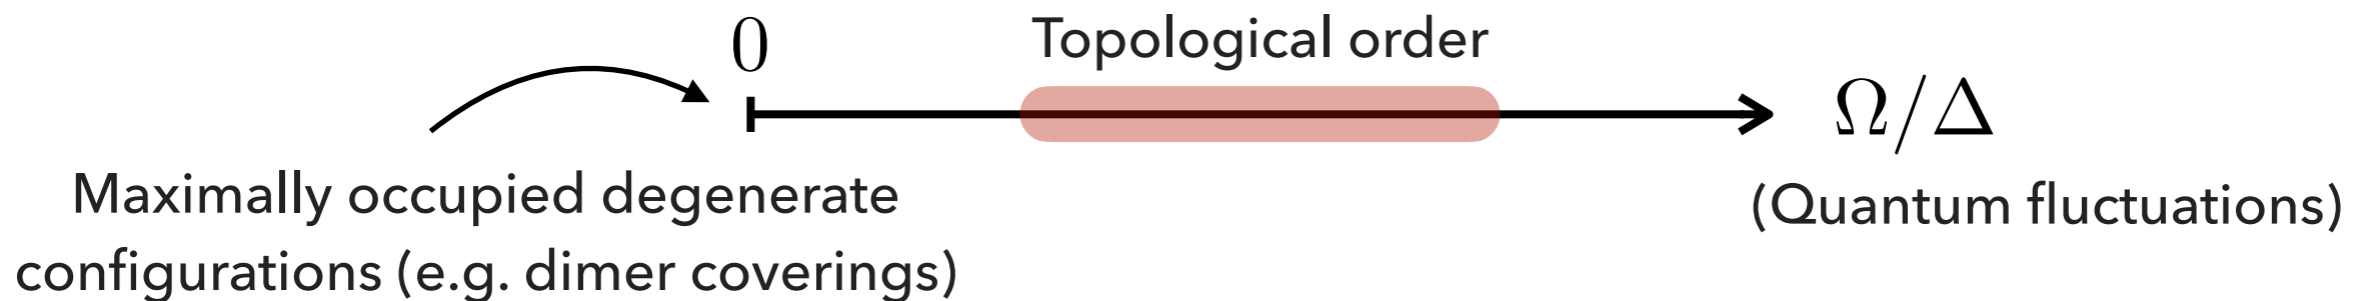 0
Topological order
Ω/Δ
Maximally occupied degenerate
configurations (e.g. dimer coverings)
(Quantum fluctuations)